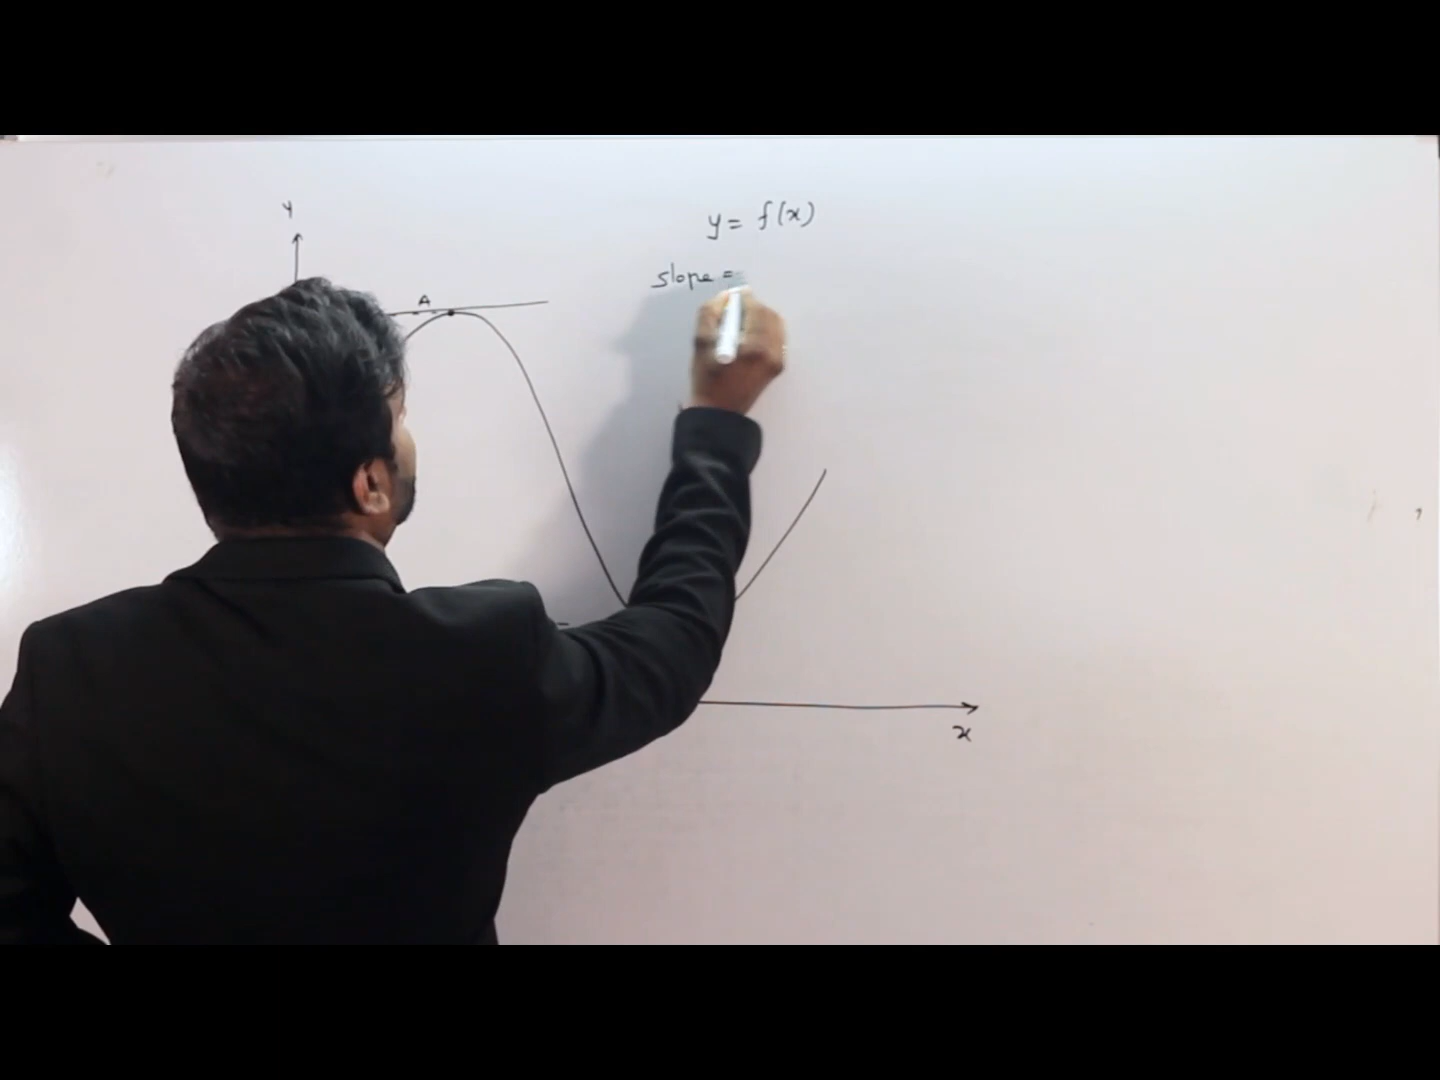 y
y = f(x)
slope =
A
x